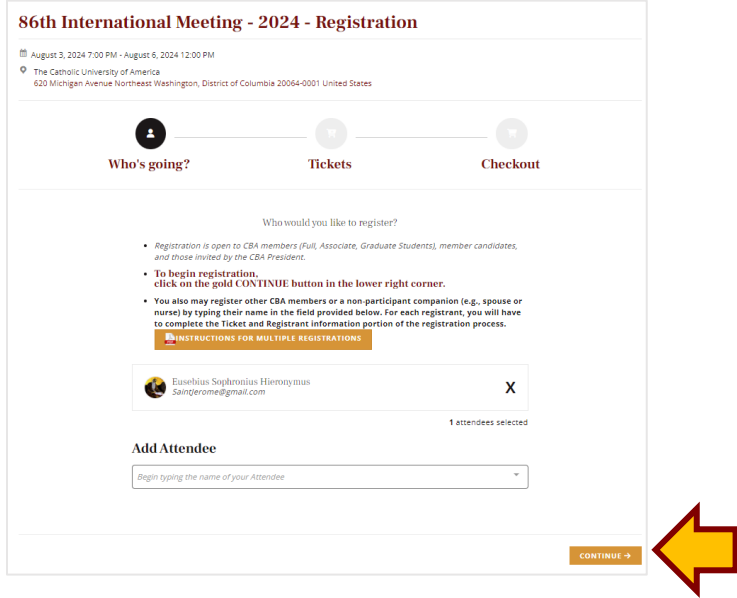 86th International Meeting - 2024 - Registration
August 3, 2024 7:00 PM - August 6, 2024 12:00 PM
The Catholic University of America
620 Michigan Avenue Northeast Washington, District of Columbia 20064-0001 United States
Who's going?
Tickets
Checkout
Who would you like to register?
Registration is open to CBA members (Full, Associate, Graduate Students), member candidates,
and those invited by the CBA President.
To begin registration,
click on the gold CONTINUE button in the lower right corner.
You also may register other CBA members or a non-participant companion (e.g., spouse or
nurse) by typing their name in the field provided below. For each registrant, you will have
to complete the Ticket and Registrant information portion of the registration process.
INSTRUCTIONS FOR MULTIPLE REGISTRATIONS
Eusebius Sophronius Hieronymus
SaintJerome@gmail.com
X
1 attendees selected
Add Attendee
Begin typing the name of your Attendee
CONTINUE →